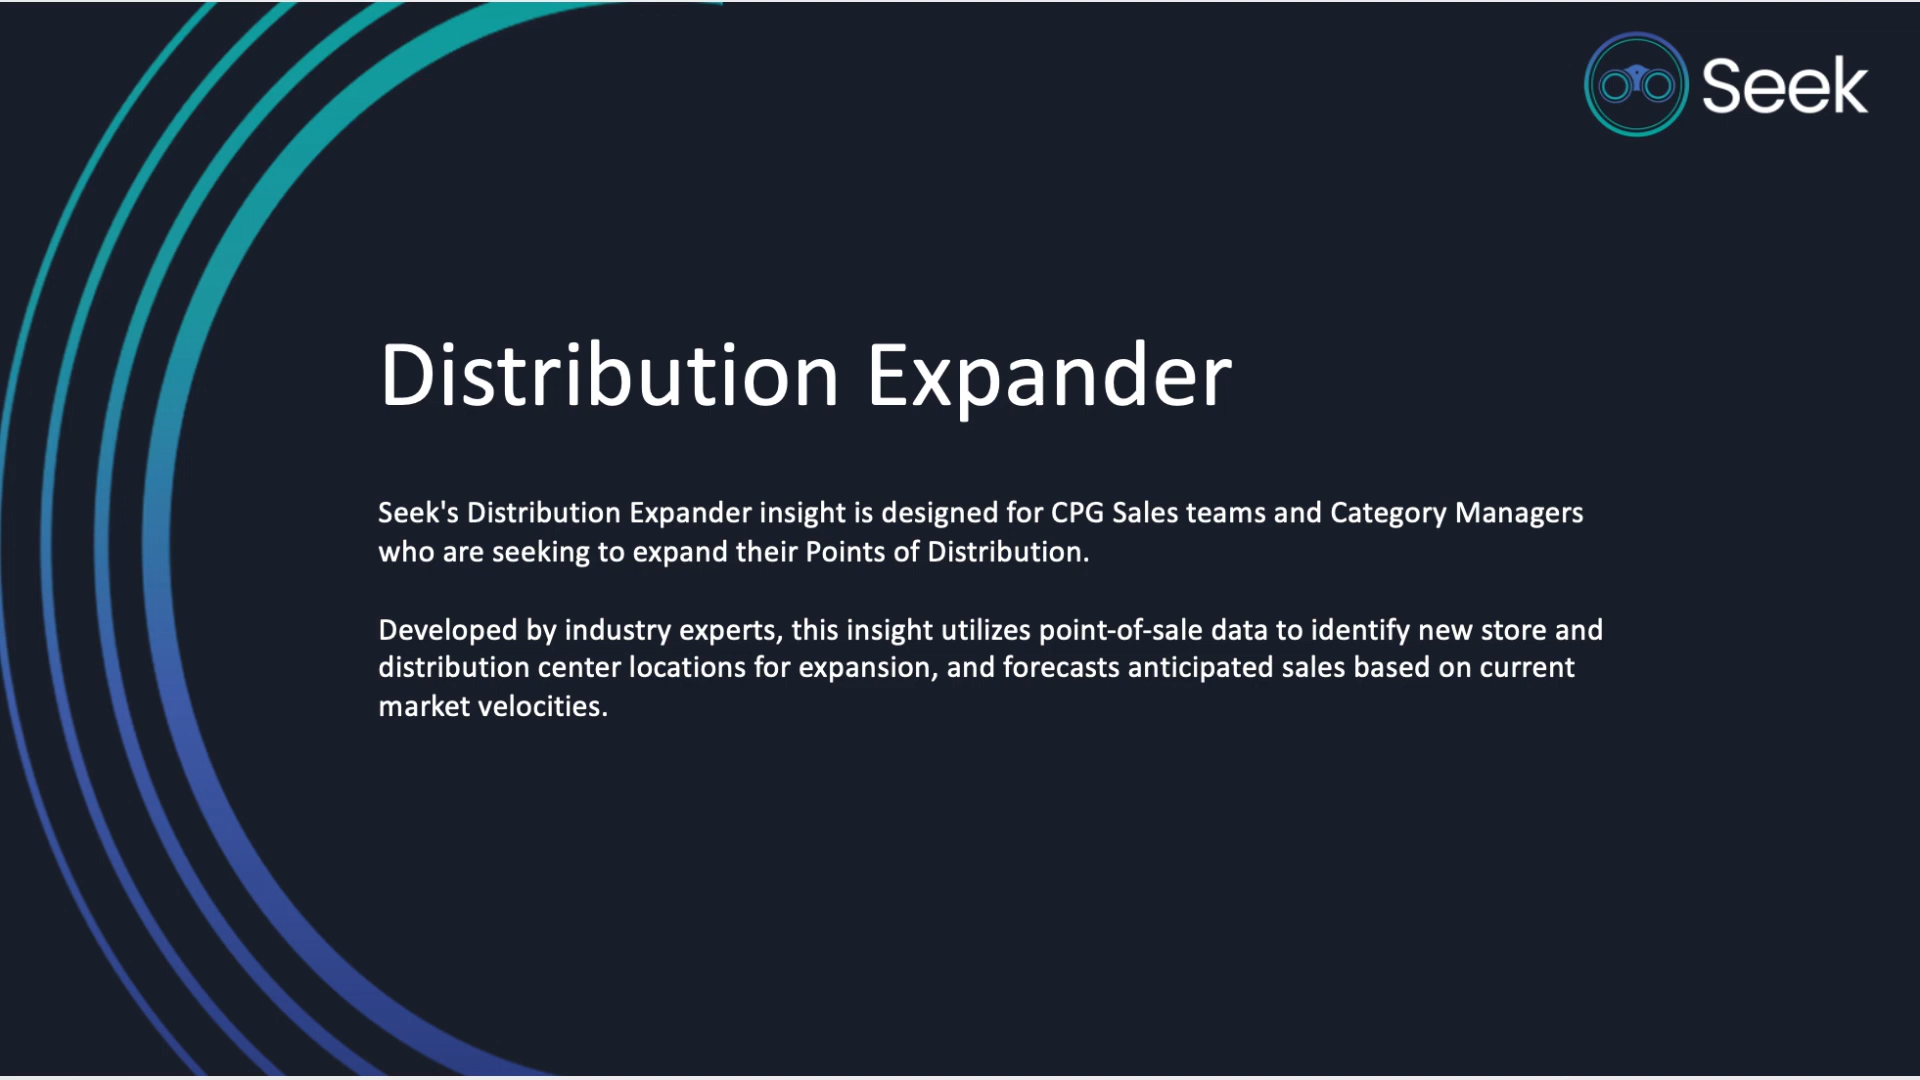 Seek
Distribution Expander
Seek's Distribution Expander insight is designed for CPG Sales teams and Category Managers
who are seeking to expand their Points of Distribution.
Developed by industry experts, this insight utilizes point-of-sale data to identify new store and
distribution center locations for expansion, and forecasts anticipated sales based on current
market velocities.